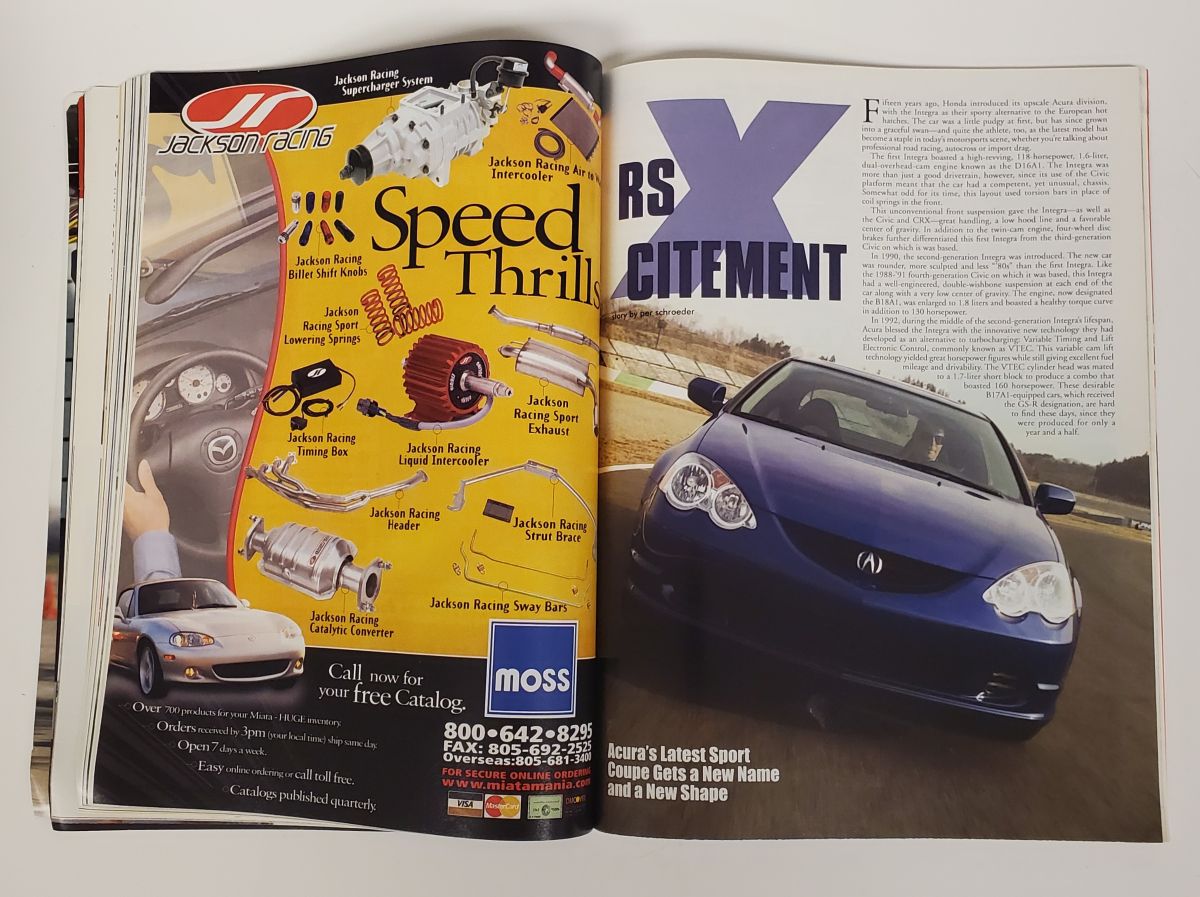 JR
JACKSON RACING
Jackson Racing
Supercharger System
Jackson Racing Air to
Intercooler
Speed
Thrills
Jackson Racing
Billet Shift Knobs
Jackson
Racing Sport
Lowering Springs
Jackson
Racing Sport
Exhaust
Jackson Racing
Timing Box
Jackson Racing
Liquid Intercooler
Jackson Racing
Header
Jackson Racing
Strut Brace
Jackson Racing
Catalytic Converter
Jackson Racing Sway Bars
Call now for
your free Catalog.
MOSS
Over 700 products for your Miata - HUGE inventory.
Orders received by 3pm (your local time) ship same day.
Open 7 days a week.
Easy online ordering or call toll free.
Catalogs published quarterly.
800•642•8295
FAX: 805-692-2525
Overseas:805-681-3400
FOR SECURE ONLINE ORDERING
www.miatamania.com
VISA
MasterCard
RS
X
CITEMENT
story by per schroeder
Fifteen years ago, Honda introduced its upscale Acura division,
with the Integra as their sporty alternative to the European hot
hatches. The car was a little pudgy at first, but has since grown
into a graceful swan—and quite the athlete, too, as the latest model has
become a staple in today's motorsports scene, whether you're talking about
professional road racing, autocross or import drag.
The first Integra boasted a high-revving, 118-horsepower, 1.6-liter,
dual-overhead-cam engine known as the D16A1. The Integra was
more than just a good drivetrain, however, since its use of the Civic
platform meant that the car had a competent, yet unusual, chassis.
Somewhat odd for its time, this layout used torsion bars in place of
coil springs in the front.
This unconventional front suspension gave the Integra—as well as
the Civic and CRX—great handling, a low hood line and a favorable
center of gravity. In addition to the twin-cam engine, four-wheel disc
brakes further differentiated this first Integra from the third-generation
Civic on which it was based.
In 1990, the second-generation Integra was introduced. The new car
was rounder, more sculpted and less "'80s" than the first Integra. Like
the 1988-'91 fourth-generation Civic on which it was based, this Integra
had a well-engineered, double-wishbone suspension at each end of the
car along with a very low center of gravity. The engine, now designated
the B18A1, was enlarged to 1.8 liters and boasted a healthy torque curve
in addition to 130 horsepower.
In 1992, during the middle of the second-generation Integra's lifespan,
Acura blessed the Integra with the innovative new technology they had
developed as an alternative to turbocharging: Variable Timing and Lift
Electronic Control, commonly known as VTEC. This variable cam lift
technology yielded great horsepower figures while still giving excellent fuel
mileage and drivability. The VTEC cylinder head was mated
to a 1.7-liter short block to produce a combo that
boasted 160 horsepower. These desirable
B17A1-equipped cars, which received
the GS-R designation, are hard
to find these days, since they
were produced for only a
year and a half.
Acura's Latest Sport
Coupe Gets a New Name
and a New Shape